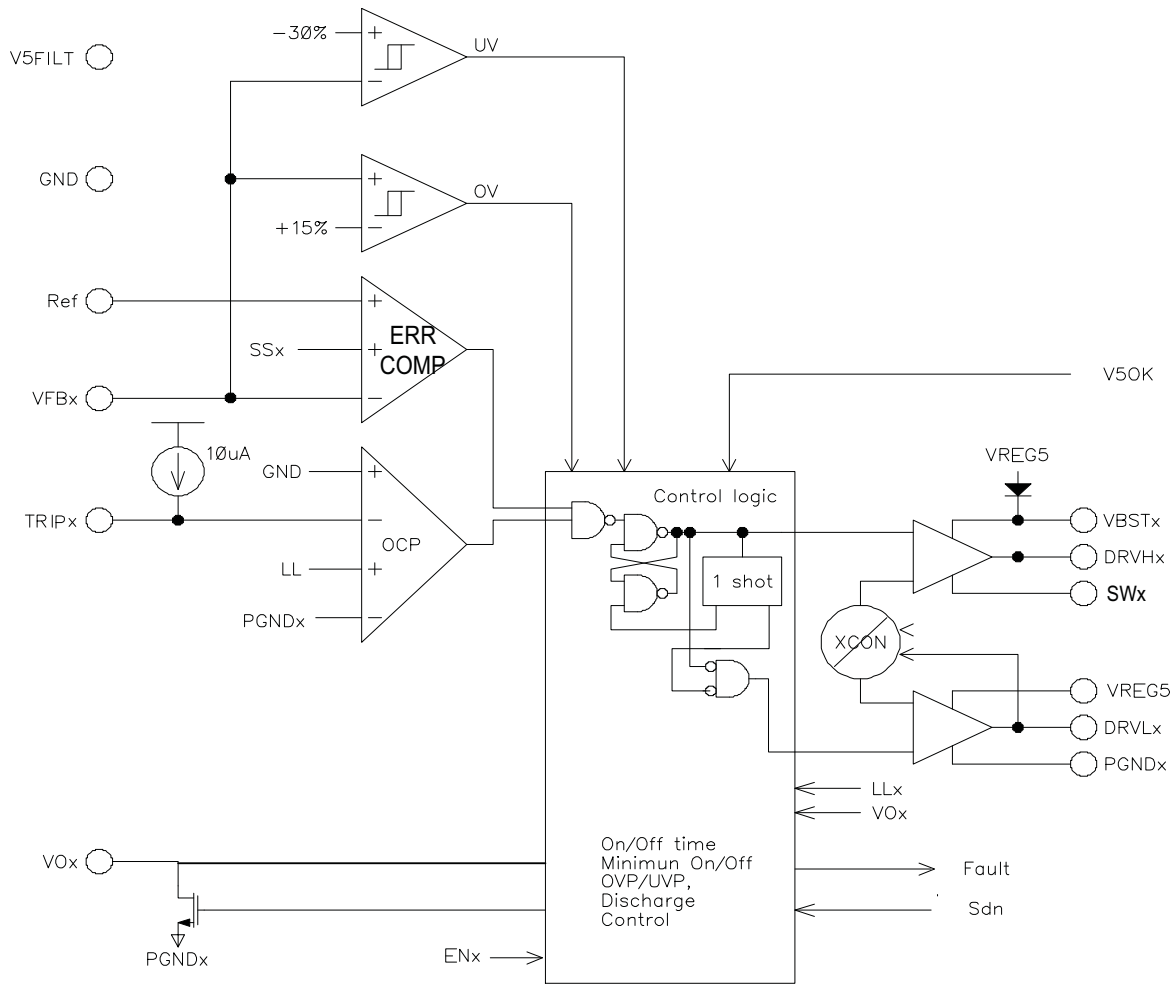 V5FILT
-30%
+
-
UV
GND
+
-
+15%
OV
Ref
+
SSx
+
ERR
COMP
VFBx
-
V5OK
10uA
GND
+
TRIPx
-
OCP
LL
+
PGNDx
-
Control logic
1 shot
VREG5
VBSTx
DRVHx
SWx
XCON
VREG5
DRVLx
PGNDx
LLx
VOx
VOx
PGNDx
On/Off time
Minimun On/Off
OVP/UVP,
Discharge
Control
Fault
Sdn
ENx